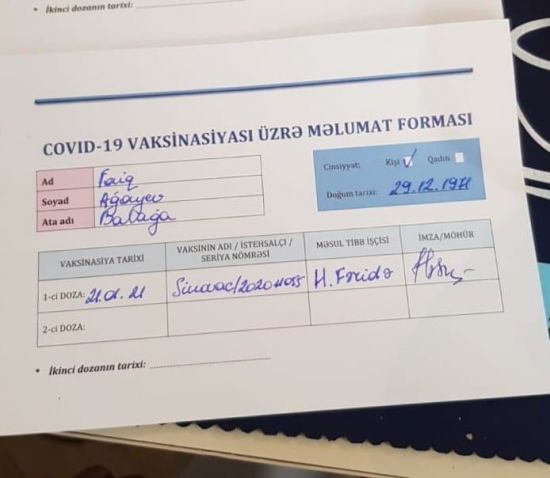 • İkinci dozanın tarixi:
COVID-19 VAKSİNASİYASI ÜZRƏ MƏLUMAT FORMASI
Ad Faiq
Soyad Ağayev
Ata adı Balağa
Cinsiyyət: Kişi ✓ Qadın
Doğum tarixi: 29.12.1971
VAKSİNASİYA TARİXİ
VAKSİNİN ADI / İSTEHSALÇI /
SERİYA NÖMRƏSİ
MƏSUL TİBB İŞÇİSİ
İMZA/MÖHÜR
1-ci DOZA: 21.01.21 Sinovac/202011055 H. Fəridə
2-ci DOZA:
• İkinci dozanın tarixi: